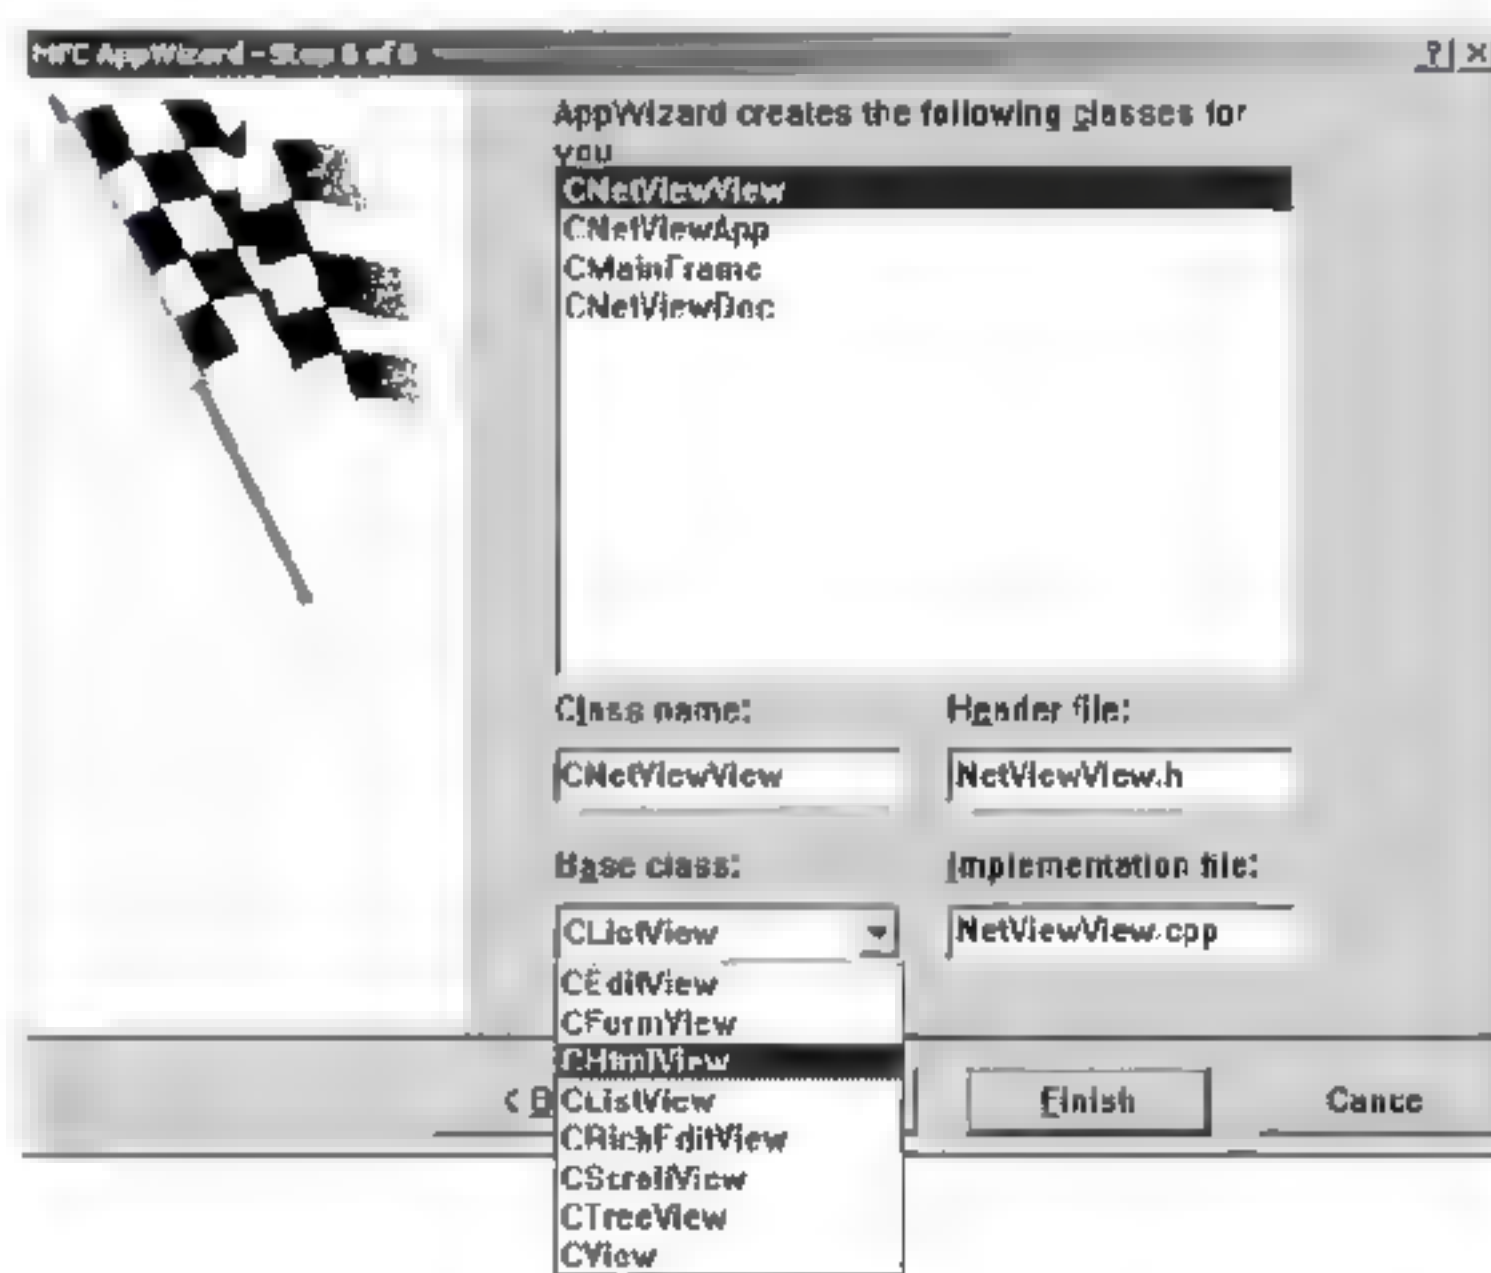 MFC AppWizard - Step 6 of 6
? ×
AppWizard creates the following classes for
you
CNetViewView
CNetViewApp
CMainFrame
CNetViewDoc
Class name:
Header file:
CNetViewView
NetViewView.h
Base class:
Implementation file:
CListView
NetViewView.cpp
CEditView
CFormView
CHtmlView
CListView
CRichEditView
CScrollView
CTreeView
CView
< B
Finish
Cance